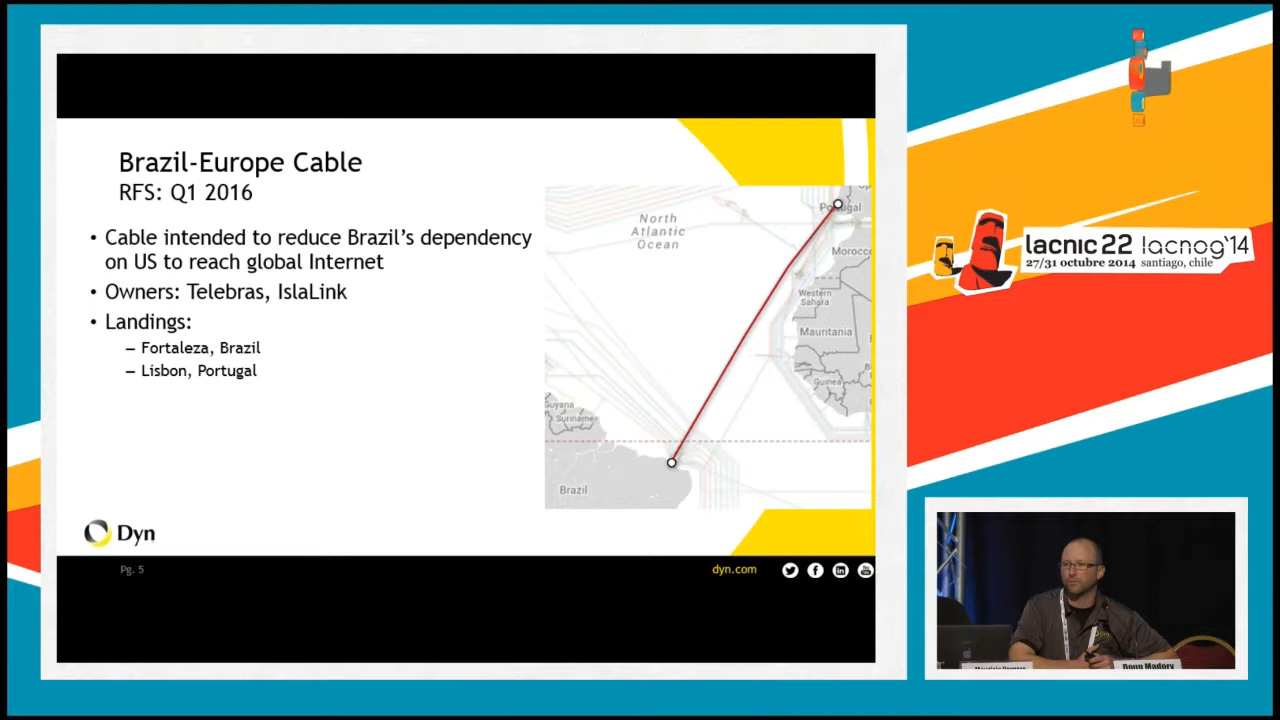 Brazil-Europe Cable
RFS: Q1 2016
• Cable intended to reduce Brazil's dependency
on US to reach global Internet
• Owners: Telebras, IslaLink
• Landings:
– Fortaleza, Brazil
– Lisbon, Portugal
North
Atlantic
Ocean
Portugal
Morocco
Western
Sahara
Mauritania
Guinea
Guyana
Suriname
Brazil
Dyn
Pg. 5
dyn.com
lacnic 22 lacnog'14
27/31 octubre 2014 santiago, chile
Doug Madory